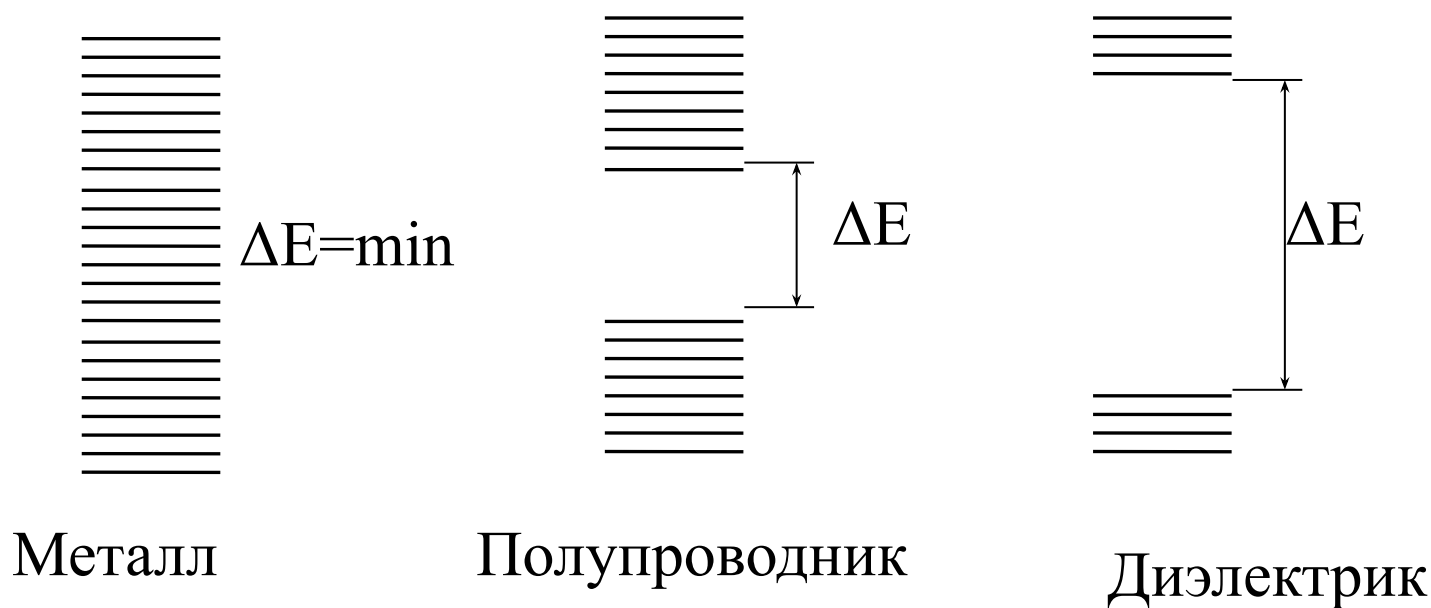 ΔE=min
ΔE
ΔE
Металл
Полупроводник
Диэлектрик